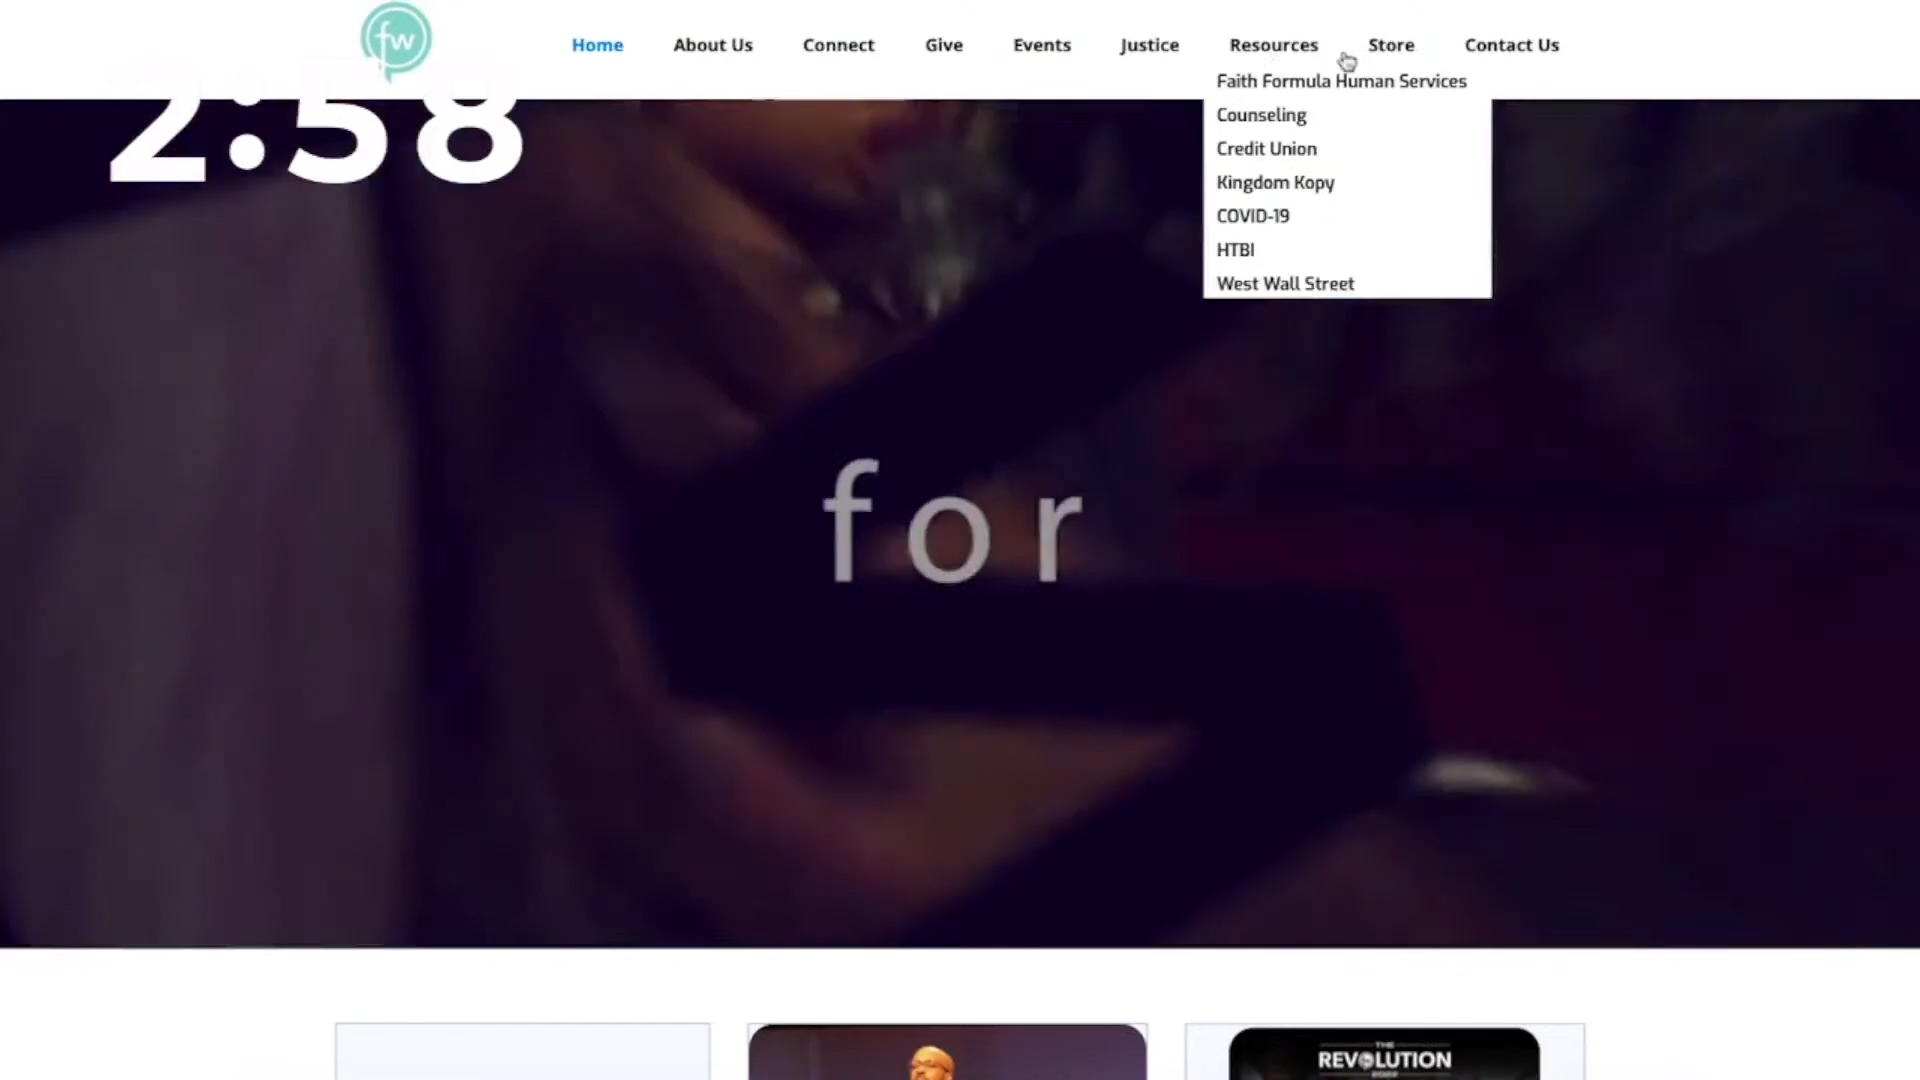 fw
Home About Us Connect Give Events Justice Resources Store Contact Us
Faith Formula Human Services
Counseling
Credit Union
Kingdom Kopy
COVID-19
HTBI
West Wall Street
2:58
for
THE
REVOLUTION